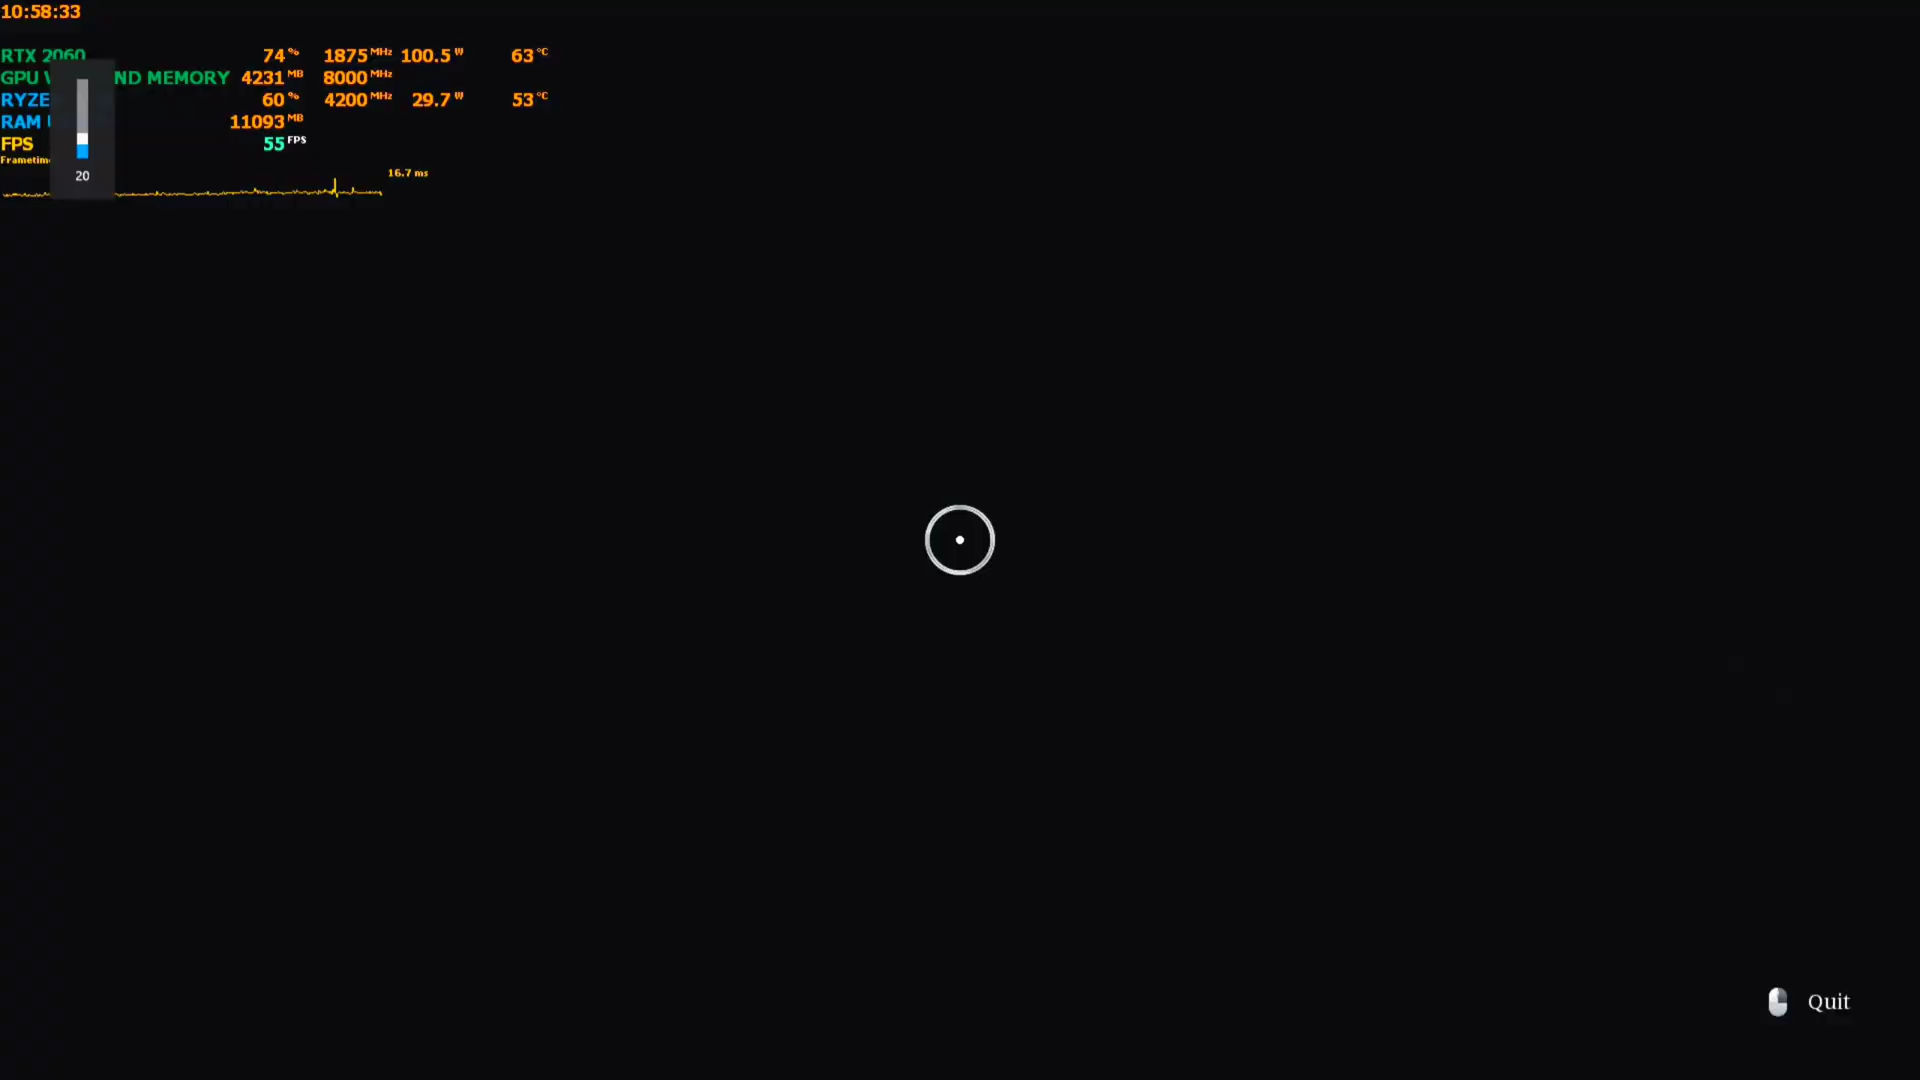 10:58:33
RTX 2060 74 % 1875 MHz 100.5 W 63 °C
GPU ND MEMORY 4231 MB 8000 MHz
RYZE 60 % 4200 MHz 29.7 W 53 °C
RAM 11093 MB
FPS 55 FPS
Frametim 16.7 ms
20
Quit